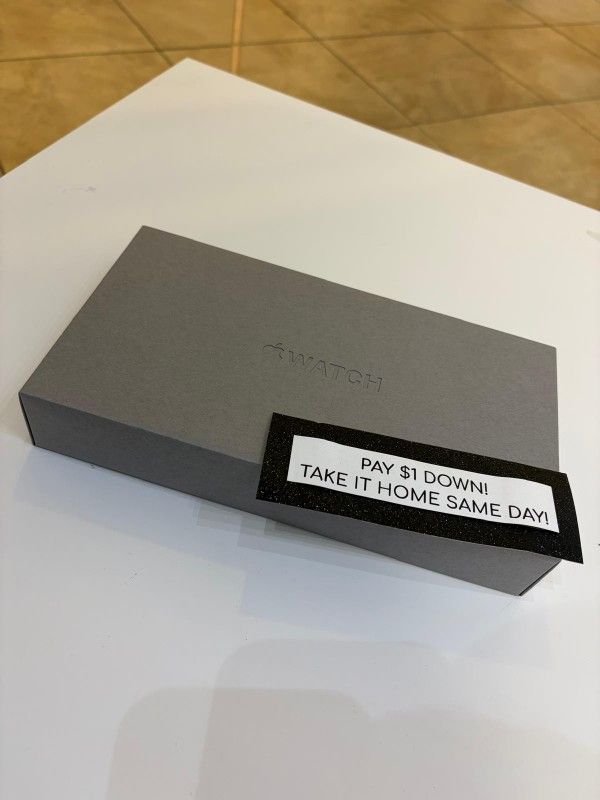 WATCH
PAY $1 DOWN!
TAKE IT HOME SAME DAY!